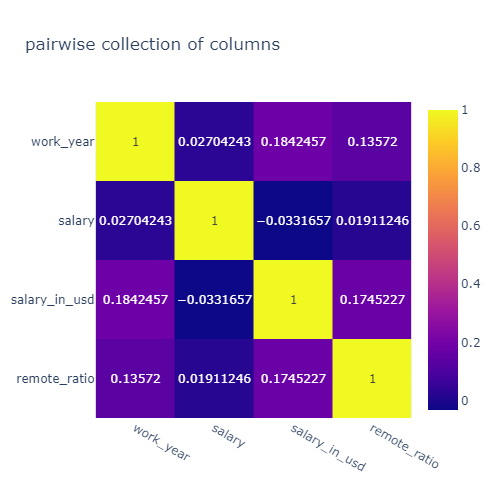 pairwise collection of columns
work_year 1 0.02704243 0.1842457 0.13572
salary 0.02704243 1 −0.0331657 0.01911246
salary_in_usd 0.1842457 −0.0331657 1 0.1745227
remote_ratio 0.13572 0.01911246 0.1745227 1
work_year salary salary_in_usd remote_ratio
1
0.8
0.6
0.4
0.2
0